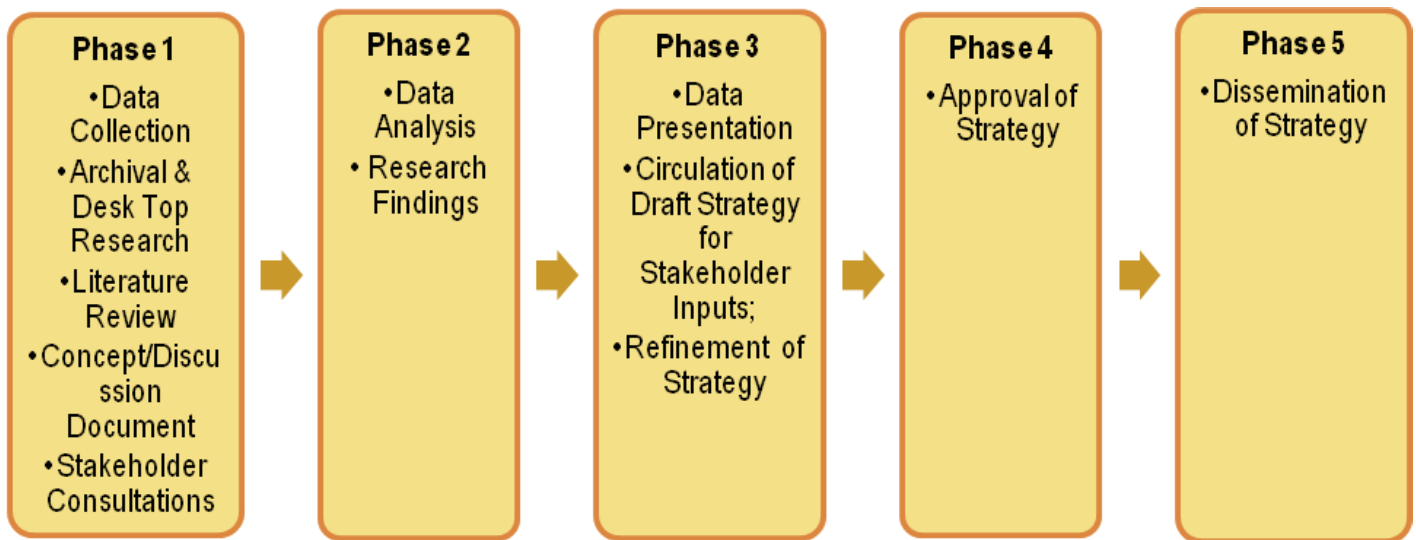 Phase 1
•Data
Collection
•Archival &
Desk Top
Research
•Literature
Review
•Concept/Discu
ssion
Document
•Stakeholder
Consultations
Phase 2
•Data
Analysis
• Research
Findings
Phase 3
•Data
Presentation
•Circulation of
Draft Strategy
for
Stakeholder
Inputs;
•Refinement of
Strategy
Phase 4
•Approval of
Strategy
Phase 5
•Dissemination
of Strategy